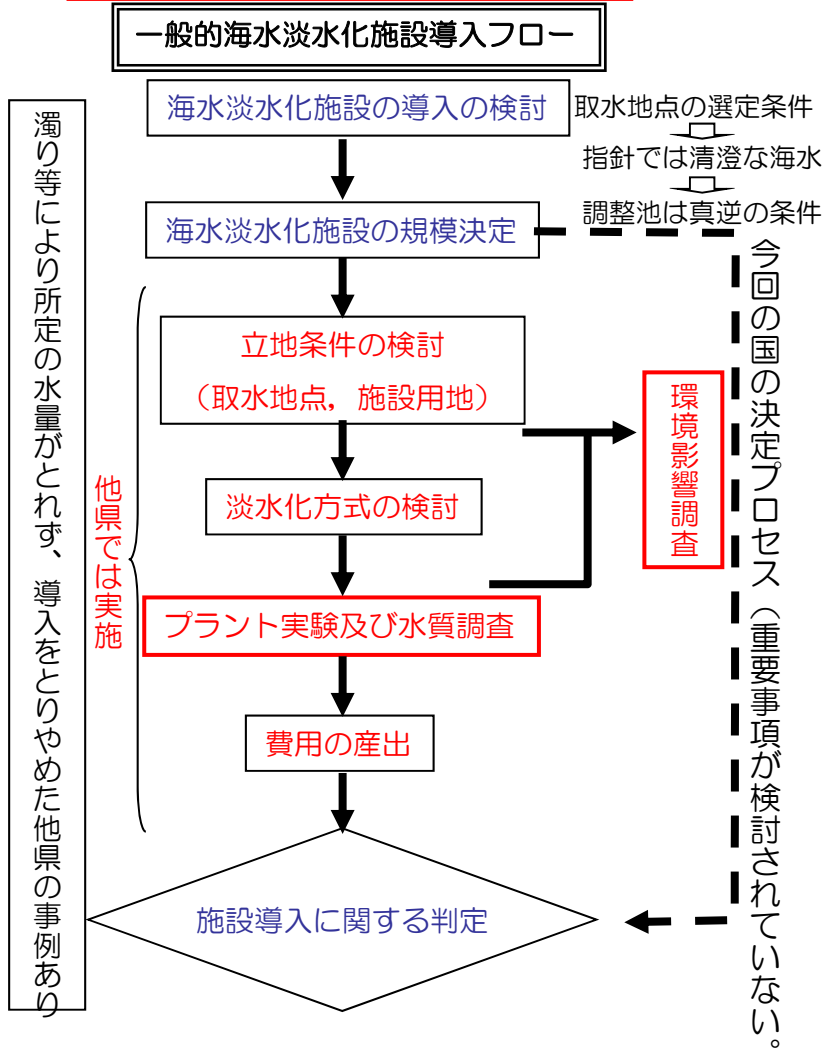 一般的海水淡水化施設導入フロー
海水淡水化施設の導入の検討
取水地点の選定条件
指針では清澄な海水
調整池は真逆の条件
海水淡水化施設の規模決定
立地条件の検討
（取水地点，施設用地）
淡水化方式の検討
プラント実験及び水質調査
費用の産出
施設導入に関する判定
環境影響調査
今回の国の決定プロセス（重要事項が検討されていない。
他県では実施
濁り等により所定の水量がとれず、導入をとりやめた他県の事例あり